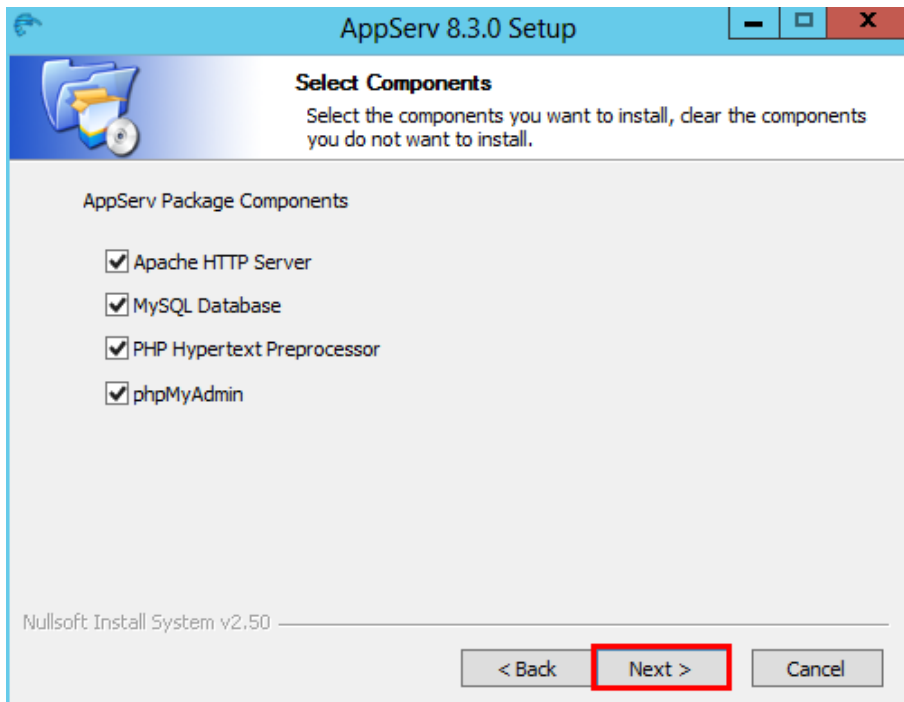 AppServ 8.3.0 Setup
Select Components
Select the components you want to install, clear the components
you do not want to install.
AppServ Package Components
Apache HTTP Server
MySQL Database
PHP Hypertext Preprocessor
phpMyAdmin
Nullsoft Install System v2.50
< Back Next > Cancel